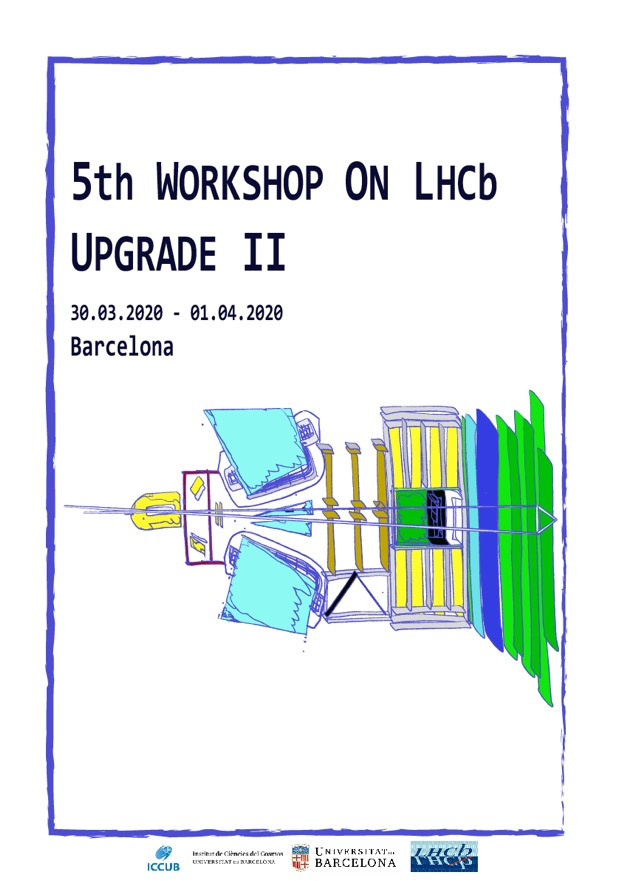 5th WORKSHOP ON LHCb
UPGRADE II
30.03.2020 - 01.04.2020
Barcelona
ICCUB
Institut de Ciències del Cosmos
UNIVERSITAT DE BARCELONA
UNIVERSITAT DE
BARCELONA
LHCb